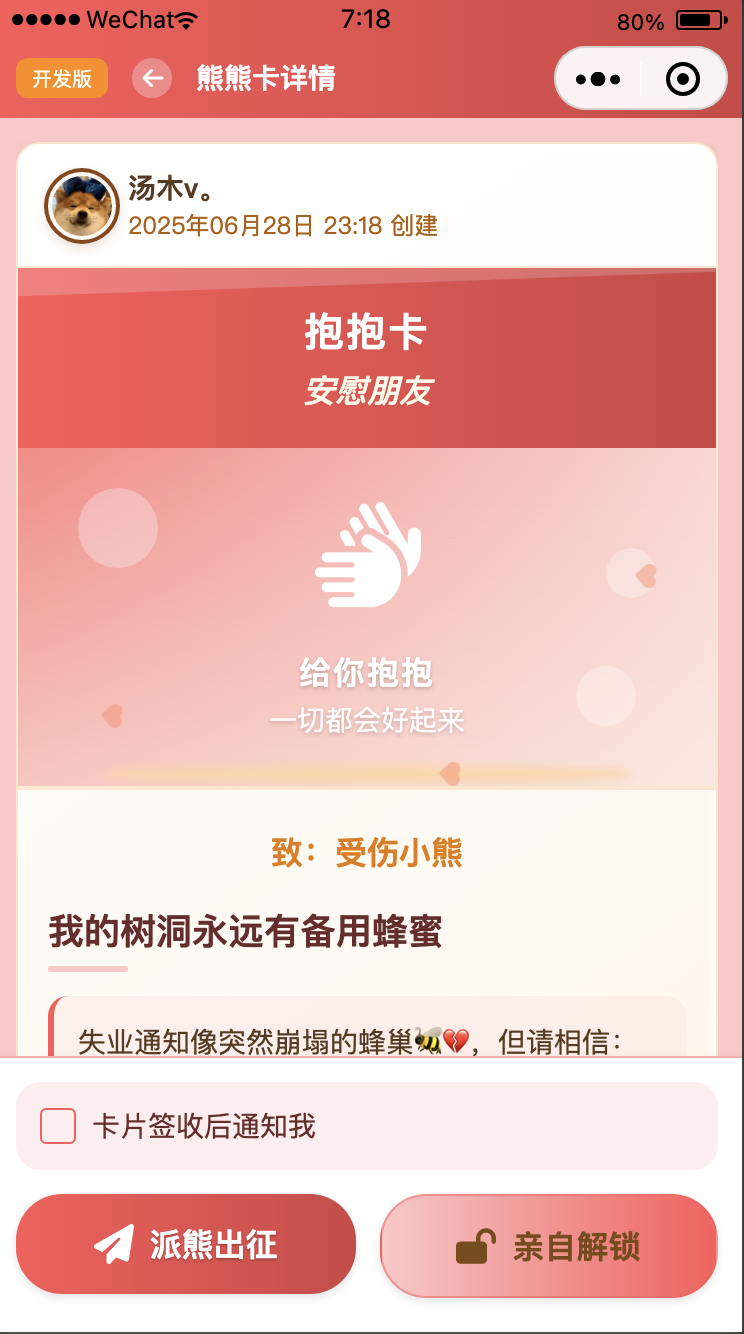 WeChat
7:18
80%
开发版
熊熊卡详情
汤木v。
2025年06月28日 23:18 创建
抱抱卡
安慰朋友
给你抱抱
一切都会好起来
致：受伤小熊
我的树洞永远有备用蜂蜜
失业通知像突然崩塌的蜂巢🐝💔，但请相信：
卡片签收后通知我
派熊出征
亲自解锁